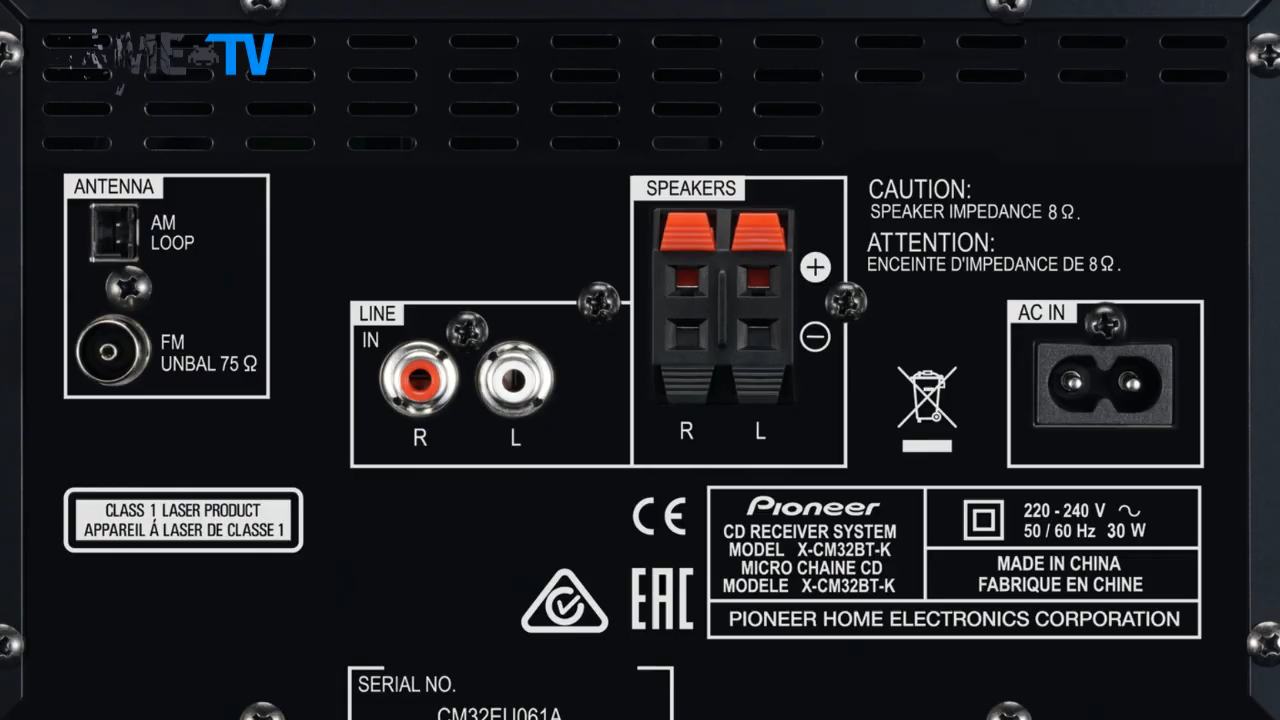 TV
ANTENNA
AM
LOOP
FM
UNBAL 75 Ω
LINE
IN
R
L
SPEAKERS
+
−
R
L
CAUTION:
SPEAKER IMPEDANCE 8 Ω .
ATTENTION:
ENCEINTE D'IMPEDANCE DE 8 Ω .
AC IN
CLASS 1 LASER PRODUCT
APPAREIL Á LASER DE CLASSE 1
CE
EAC
Pioneer
CD RECEIVER SYSTEM
MODEL X-CM32BT-K
MICRO CHAINE CD
MODELE X-CM32BT-K
220 - 240 V ~
50 / 60 Hz 30 W
MADE IN CHINA
FABRIQUE EN CHINE
PIONEER HOME ELECTRONICS CORPORATION
SERIAL NO.
CM32EU061A